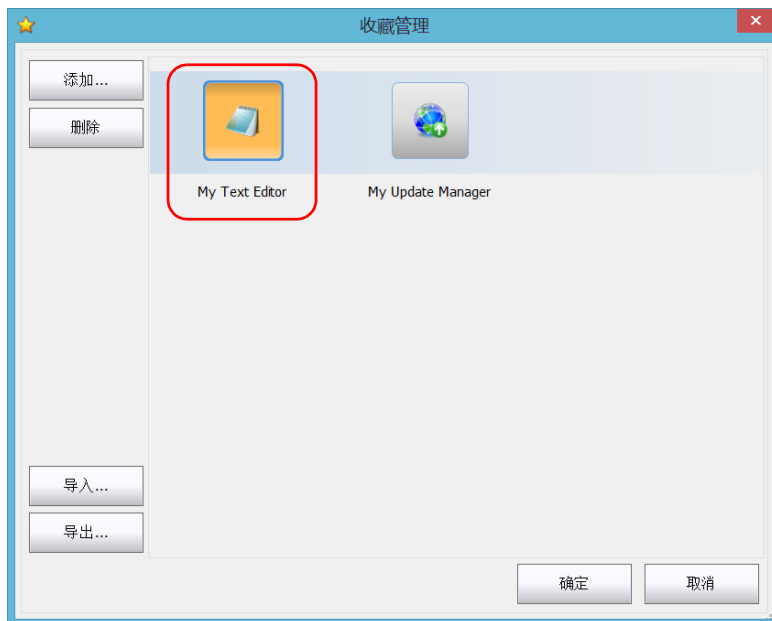 收藏管理
添加...
删除
My Text Editor
My Update Manager
导入...
导出...
确定
取消